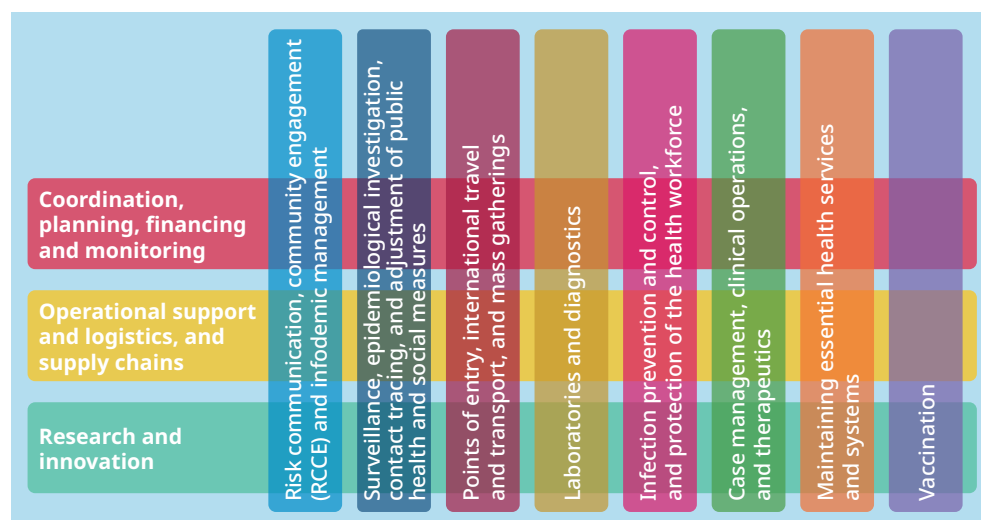 Coordination,
planning, financing
and monitoring
Operational support
and logistics, and
supply chains
Research and
innovation
Risk communication, community engagement
(RCCE) and infodemic management
Surveillance, epidemiological investigation,
contact tracing, and adjustment of public
health and social measures
Points of entry, international travel
and transport, and mass gatherings
Laboratories and diagnostics
Infection prevention and control,
and protection of the health workforce
Case management, clinical operations,
and therapeutics
Maintaining essential health services
and systems
Vaccination